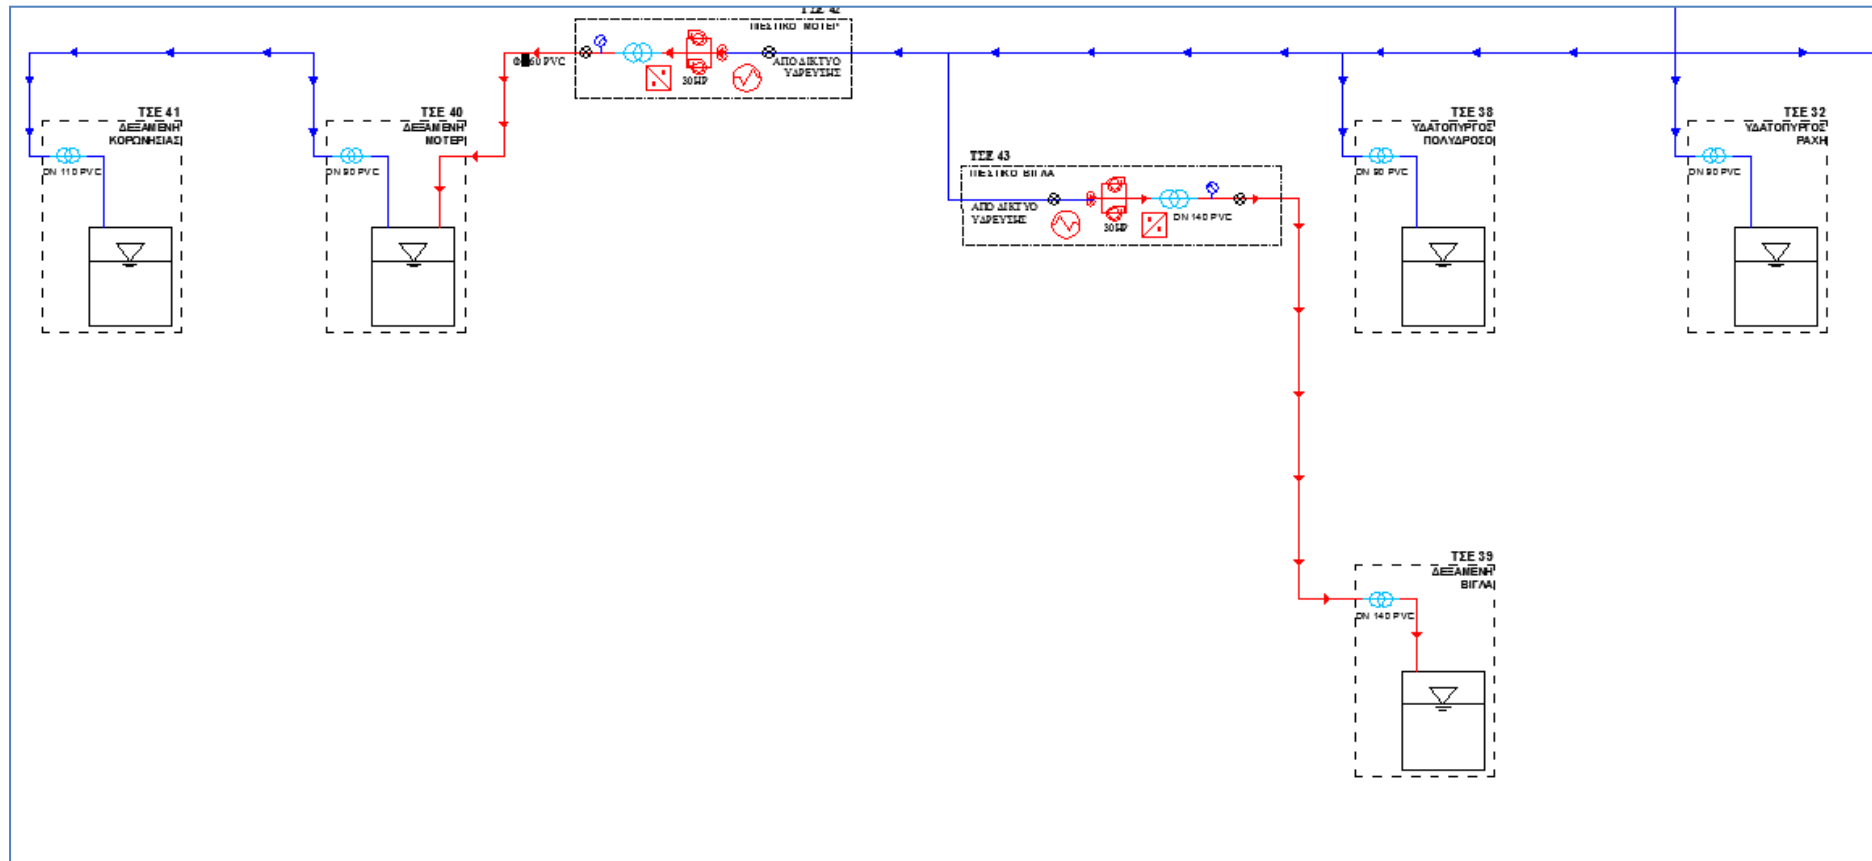 ΤΣΕ 42
ΠΙΕΣΤΙΚΟ ΜΟΤΕΡ
ΑΠΟ ΔΙΚΤΥΟ
ΥΔΡΕΥΣΗΣ
30HP
60 PVC
ΤΣΕ 41
ΔΕΞΑΜΕΝΗ
ΚΟΡΩΝΗΣΙΑΣ
DN 110 PVC
ΤΣΕ 40
ΔΕΞΑΜΕΝΗ
ΜΟΤΕΡ
DN 90 PVC
ΤΣΕ 43
ΠΙΕΣΤΙΚΟ ΒΙΓΛΑ
ΑΠΟ ΔΙΚΤΥΟ
ΥΔΡΕΥΣΗΣ
30HP
DN 140 PVC
ΤΣΕ 38
ΥΔΑΤΟΠΥΡΓΟΣ
ΠΟΛΥΔΡΟΣΟ
DN 90 PVC
ΤΣΕ 32
ΥΔΑΤΟΠΥΡΓΟΣ
ΡΑΧΗ
DN 90 PVC
ΤΣΕ 39
ΔΕΞΑΜΕΝΗ
ΒΙΓΛΑ
DN 140 PVC